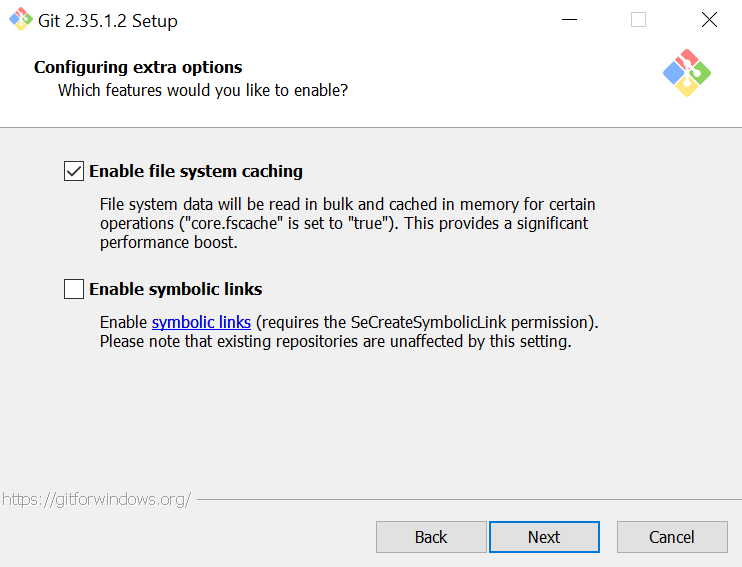 Git 2.35.1.2 Setup
Configuring extra options
Which features would you like to enable?
Enable file system caching
File system data will be read in bulk and cached in memory for certain
operations ("core.fscache" is set to "true"). This provides a significant
performance boost.
Enable symbolic links
Enable symbolic links (requires the SeCreateSymbolicLink permission).
Please note that existing repositories are unaffected by this setting.
https://gitforwindows.org/
Back
Next
Cancel